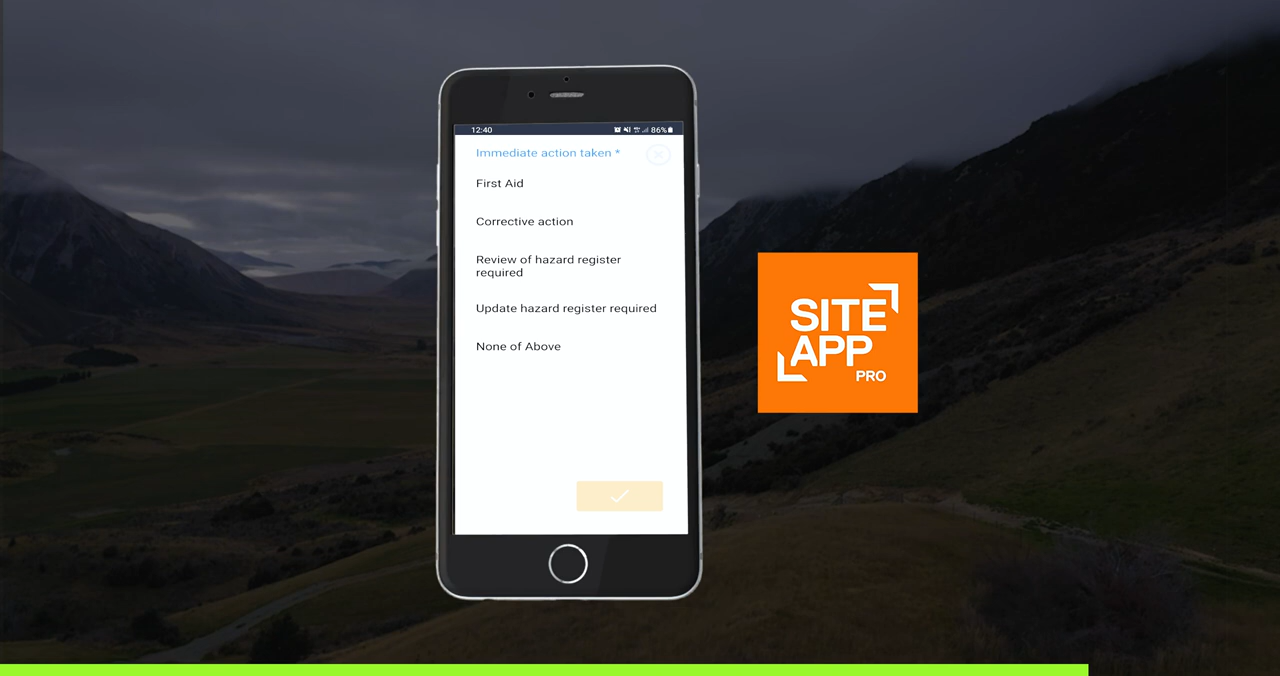 12:40
86%
Immediate action taken *
First Aid
Corrective action
Review of hazard register
required
Update hazard register required
None of Above
SITE
APP
PRO